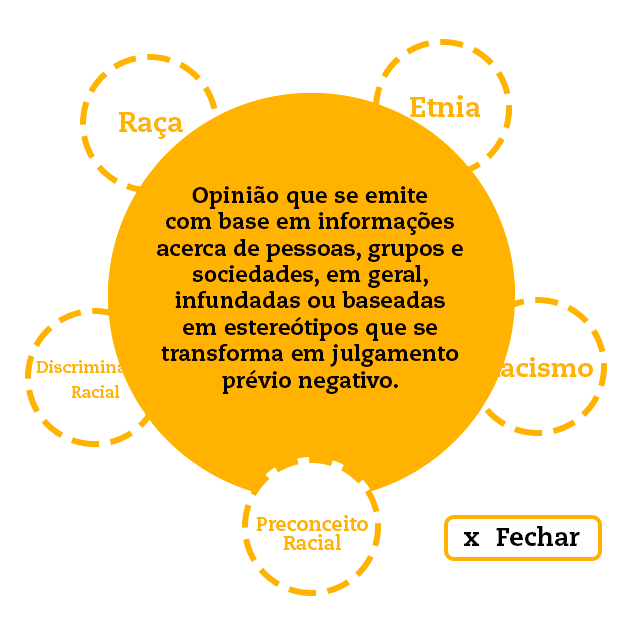 Raça
Etnia
Opinião que se emite
com base em informações
acerca de pessoas, grupos e
sociedades, em geral,
infundadas ou baseadas
em estereótipos que se
transforma em julgamento
prévio negativo.
Discrimina
Racial
acismo
Preconceito
Racial
x Fechar